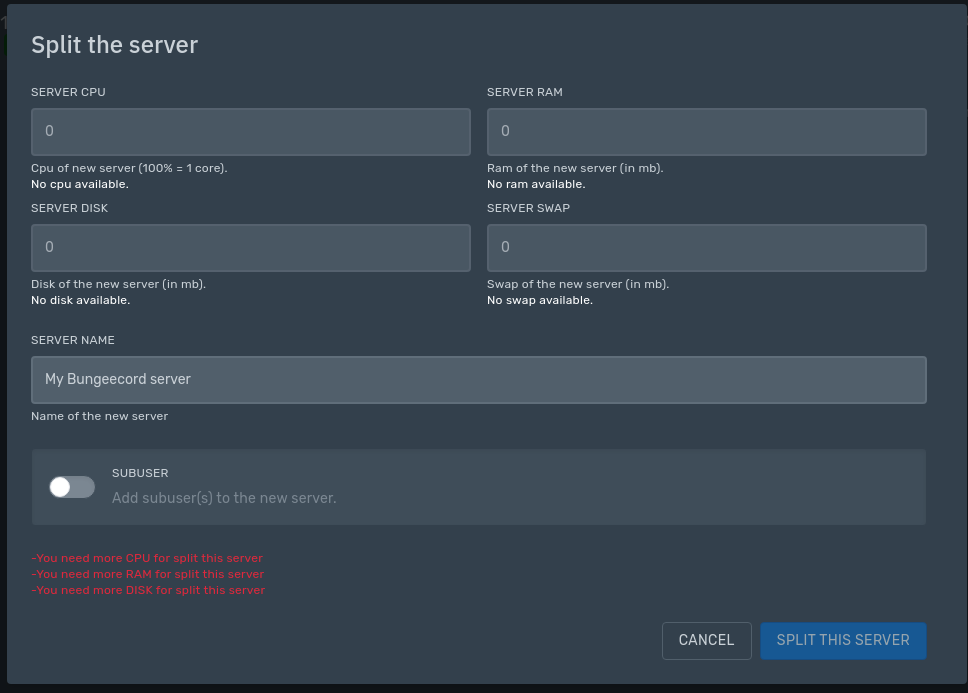 Split the server
SERVER CPU
SERVER RAM
0
0
Cpu of new server (100% = 1 core).
No cpu available.
Ram of the new server (in mb).
No ram available.
SERVER DISK
SERVER SWAP
0
0
Disk of the new server (in mb).
No disk available.
Swap of the new server (in mb).
No swap available.
SERVER NAME
My Bungeecord server
Name of the new server
SUBUSER
Add subuser(s) to the new server.
-You need more CPU for split this server
-You need more RAM for split this server
-You need more DISK for split this server
CANCEL
SPLIT THIS SERVER